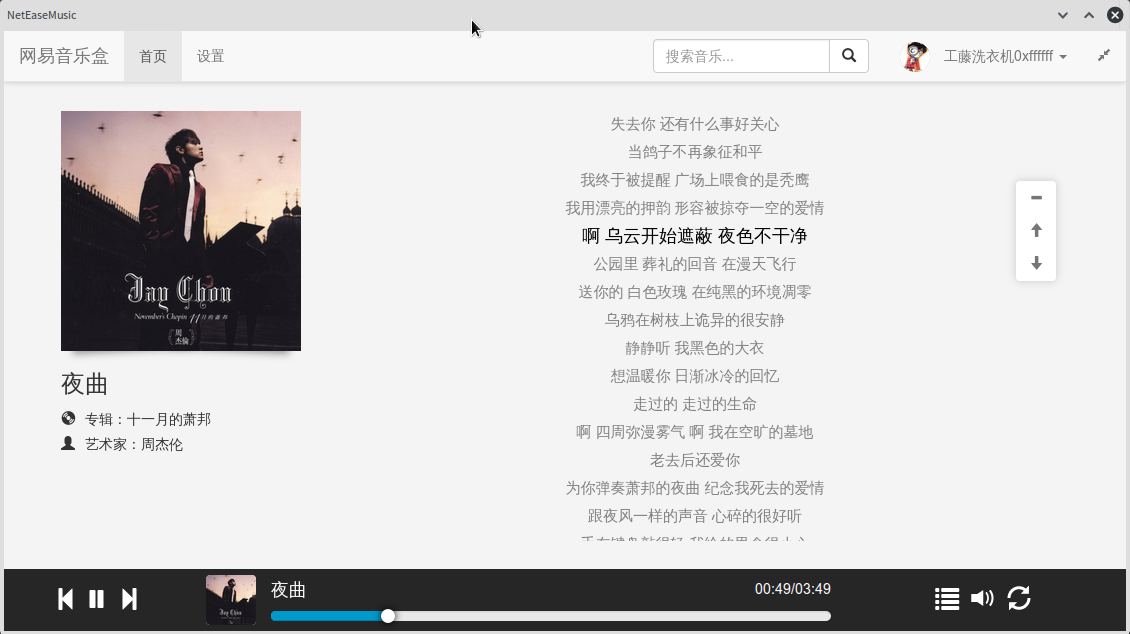 NetEaseMusic
网易音乐盒 首页 设置 搜索音乐... 工藤洗衣机0xffffff
Jay Chou
November's Chopin 11月的萧邦
周
杰倫
夜曲
专辑：十一月的萧邦
艺术家：周杰伦
失去你 还有什么事好关心
当鸽子不再象征和平
我终于被提醒 广场上喂食的是秃鹰
我用漂亮的押韵 形容被掠夺一空的爱情
啊 乌云开始遮蔽 夜色不干净
公园里 葬礼的回音 在漫天飞行
送你的 白色玫瑰 在纯黑的环境凋零
乌鸦在树枝上诡异的很安静
静静听 我黑色的大衣
想温暖你 日渐冰冷的回忆
走过的 走过的生命
啊 四周弥漫雾气 啊 我在空旷的墓地
老去后还爱你
为你弹奏萧邦的夜曲 纪念我死去的爱情
跟夜风一样的声音 心碎的很好听
Jay Chou
夜曲
00:49/03:49